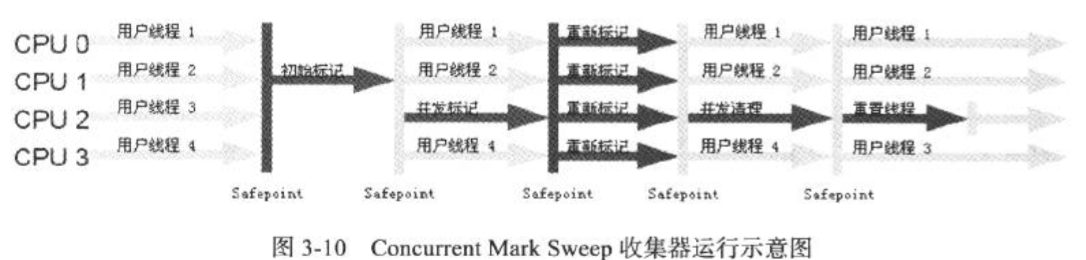 CPU 0 用户线程 1 用户线程 1 重新标记 用户线程 1 用户线程 1
CPU 1 用户线程 2 初始标记 用户线程 2 重新标记 用户线程 2 用户线程 2
CPU 2 用户线程 3 并发标记 重新标记 并发清理 重置线程
CPU 3 用户线程 4 用户线程 4 重新标记 用户线程 4 用户线程 3
Safepoint Safepoint Safepoint Safepoint Safepoint
图 3-10 Concurrent Mark Sweep 收集器运行示意图